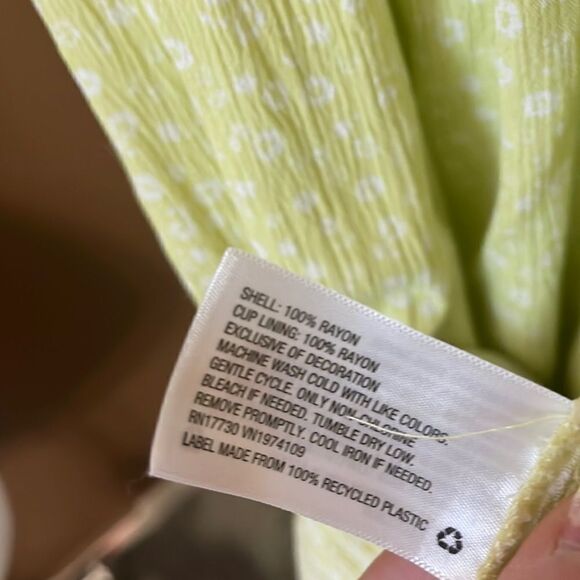 SHELL: 100% RAYON
CUP LINING: 100% RAYON
EXCLUSIVE OF DECORATION
MACHINE WASH COLD WITH LIKE COLORS.
GENTLE CYCLE. ONLY NON-CHLORINE
BLEACH IF NEEDED. TUMBLE DRY LOW.
REMOVE PROMPTLY. COOL IRON IF NEEDED.
RN17730 VN1974109
LABEL MADE FROM 100% RECYCLED PLASTIC